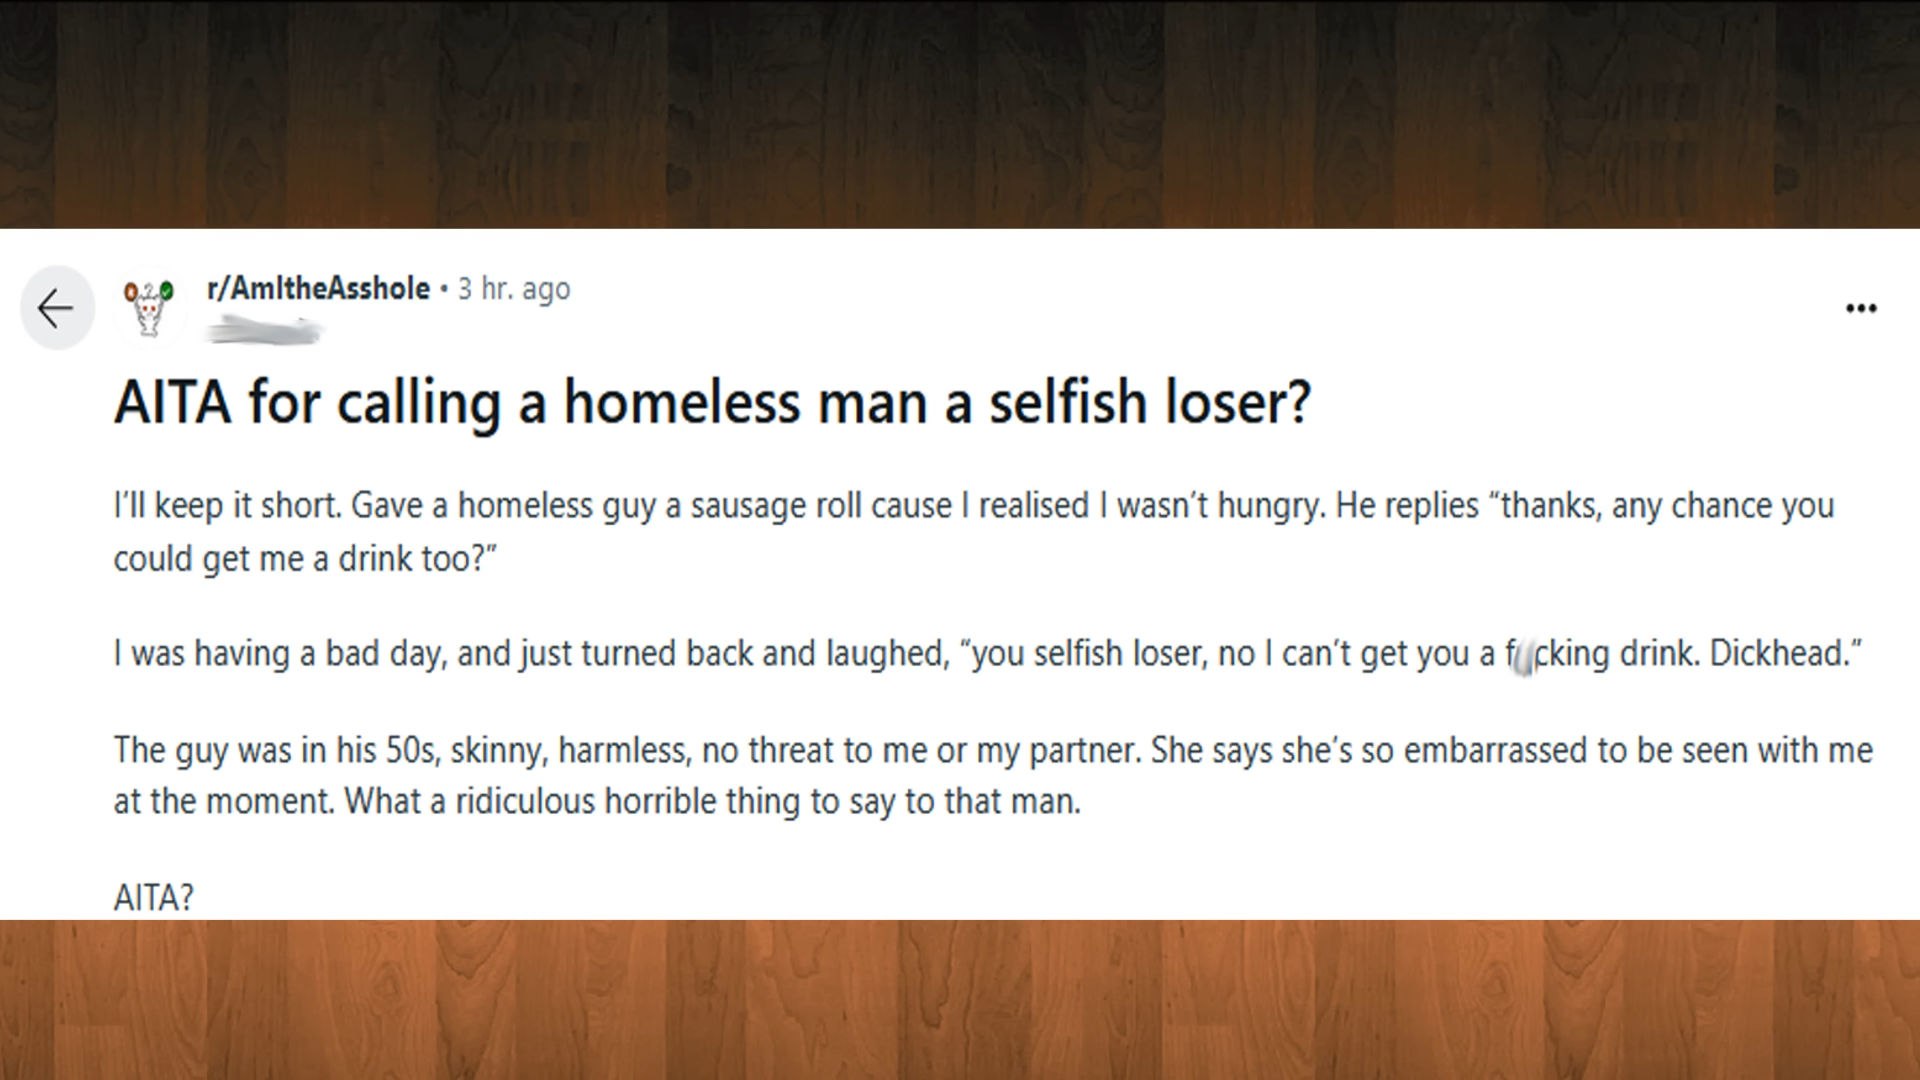 r/AmItheAsshole • 3 hr. ago
AITA for calling a homeless man a selfish loser?
I’ll keep it short. Gave a homeless guy a sausage roll cause I realised I wasn’t hungry. He replies “thanks, any chance you
could get me a drink too?”
I was having a bad day, and just turned back and laughed, “you selfish loser, no I can’t get you a f cking drink. Dickhead.”
The guy was in his 50s, skinny, harmless, no threat to me or my partner. She says she’s so embarrassed to be seen with me
at the moment. What a ridiculous horrible thing to say to that man.
AITA?